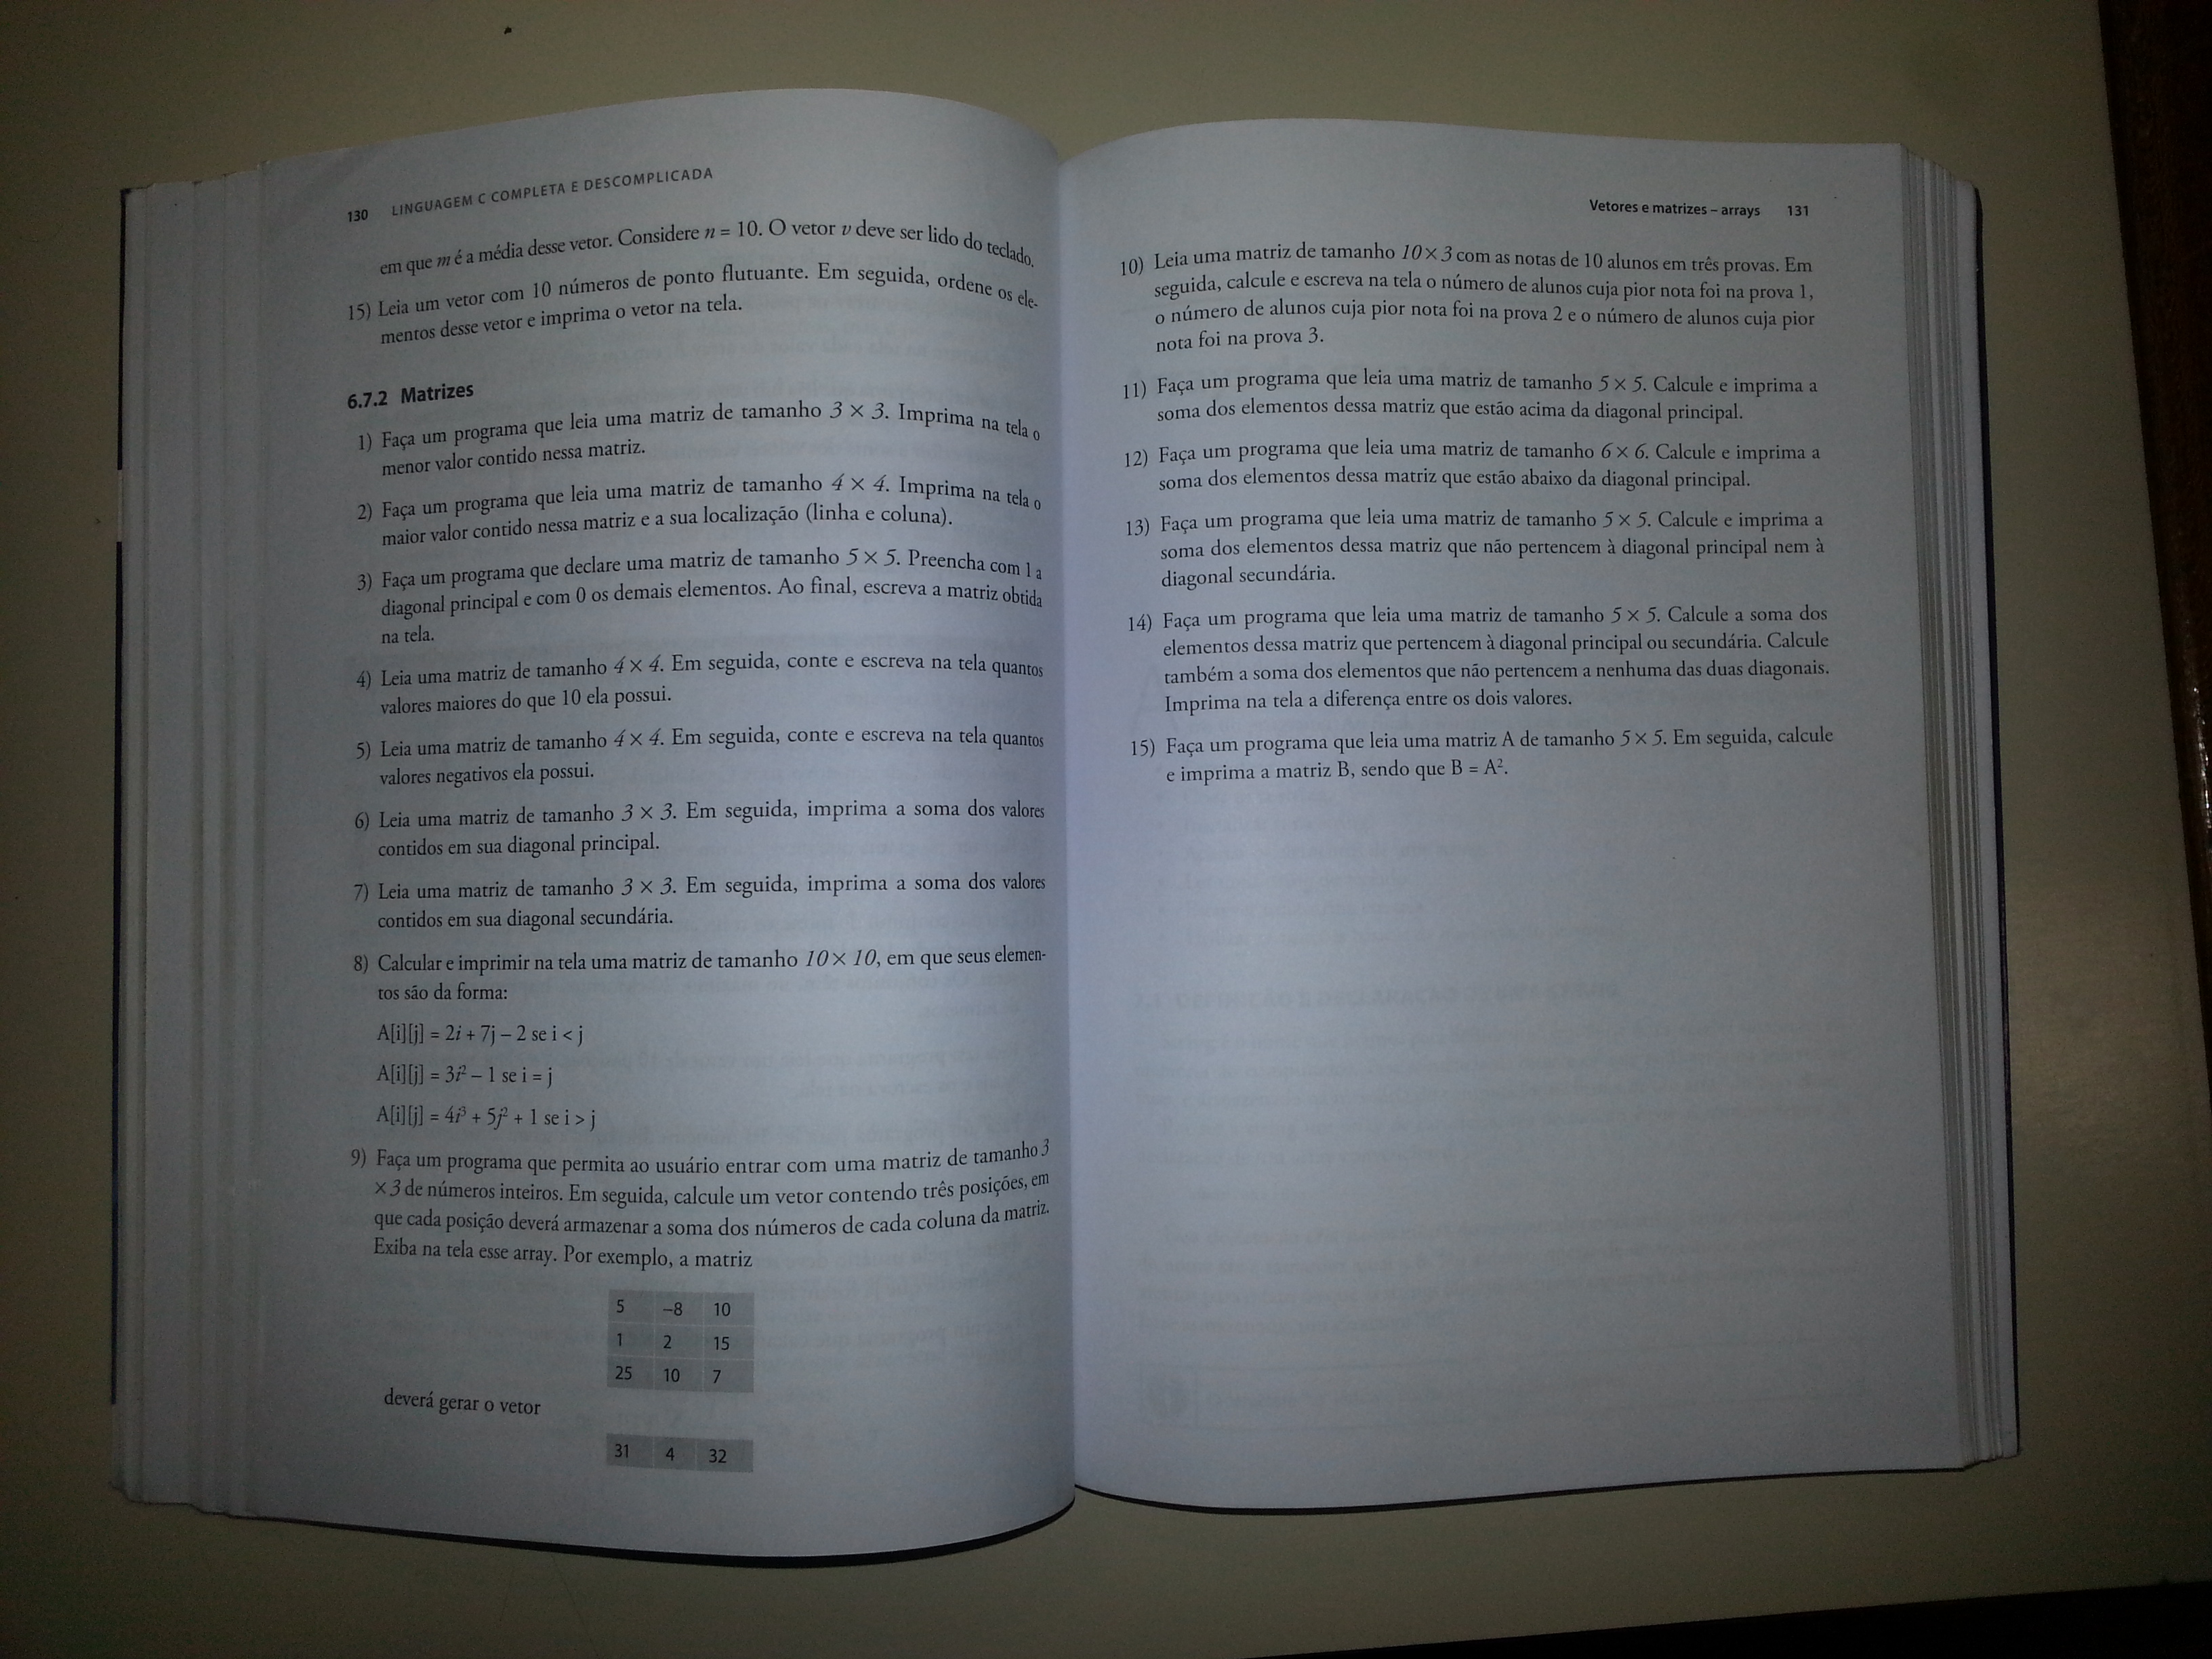 130 LINGUAGEM C COMPLETA E DESCOMPLICADA
em que m é a média desse vetor. Considere n = 10. O vetor v deve ser lido do teclado.
15) Leia um vetor com 10 números de ponto flutuante. Em seguida, ordene os ele-
mentos desse vetor e imprima o vetor na tela.
6.7.2 Matrizes
1) Faça um programa que leia uma matriz de tamanho 3 × 3. Imprima na tela o
menor valor contido nessa matriz.
2) Faça um programa que leia uma matriz de tamanho 4 × 4. Imprima na tela o
maior valor contido nessa matriz e a sua localização (linha e coluna).
3) Faça um programa que declare uma matriz de tamanho 5 × 5. Preencha com 1 a
diagonal principal e com 0 os demais elementos. Ao final, escreva a matriz obtida
na tela.
4) Leia uma matriz de tamanho 4 × 4. Em seguida, conte e escreva na tela quantos
valores maiores do que 10 ela possui.
5) Leia uma matriz de tamanho 4 × 4. Em seguida, conte e escreva na tela quantos
valores negativos ela possui.
6) Leia uma matriz de tamanho 3 × 3. Em seguida, imprima a soma dos valores
contidos em sua diagonal principal.
7) Leia uma matriz de tamanho 3 × 3. Em seguida, imprima a soma dos valores
contidos em sua diagonal secundária.
8) Calcular e imprimir na tela uma matriz de tamanho 10 × 10, em que seus elemen-
tos são da forma:
A[i][j] = 2i + 7j – 2 se i < j
A[i][j] = 3i² – 1 se i = j
A[i][j] = 4i³ + 5j² + 1 se i > j
9) Faça um programa que permita ao usuário entrar com uma matriz de tamanho 3
× 3 de números inteiros. Em seguida, calcule um vetor contendo três posições, em
que cada posição deverá armazenar a soma dos números de cada coluna da matriz.
Exiba na tela esse array. Por exemplo, a matriz
5 –8 10
1 2 15
25 10 7
deverá gerar o vetor
31 4 32
Vetores e matrizes – arrays 131
10) Leia uma matriz de tamanho 10 × 3 com as notas de 10 alunos em três provas. Em
seguida, calcule e escreva na tela o número de alunos cuja pior nota foi na prova 1,
o número de alunos cuja pior nota foi na prova 2 e o número de alunos cuja pior
nota foi na prova 3.
11) Faça um programa que leia uma matriz de tamanho 5 × 5. Calcule e imprima a
soma dos elementos dessa matriz que estão acima da diagonal principal.
12) Faça um programa que leia uma matriz de tamanho 6 × 6. Calcule e imprima a
soma dos elementos dessa matriz que estão abaixo da diagonal principal.
13) Faça um programa que leia uma matriz de tamanho 5 × 5. Calcule e imprima a
soma dos elementos dessa matriz que não pertencem à diagonal principal nem à
diagonal secundária.
14) Faça um programa que leia uma matriz de tamanho 5 × 5. Calcule a soma dos
elementos dessa matriz que pertencem à diagonal principal ou secundária. Calcule
também a soma dos elementos que não pertencem a nenhuma das duas diagonais.
Imprima na tela a diferença entre os dois valores.
15) Faça um programa que leia uma matriz A de tamanho 5 × 5. Em seguida, calcule
e imprima a matriz B, sendo que B = A².